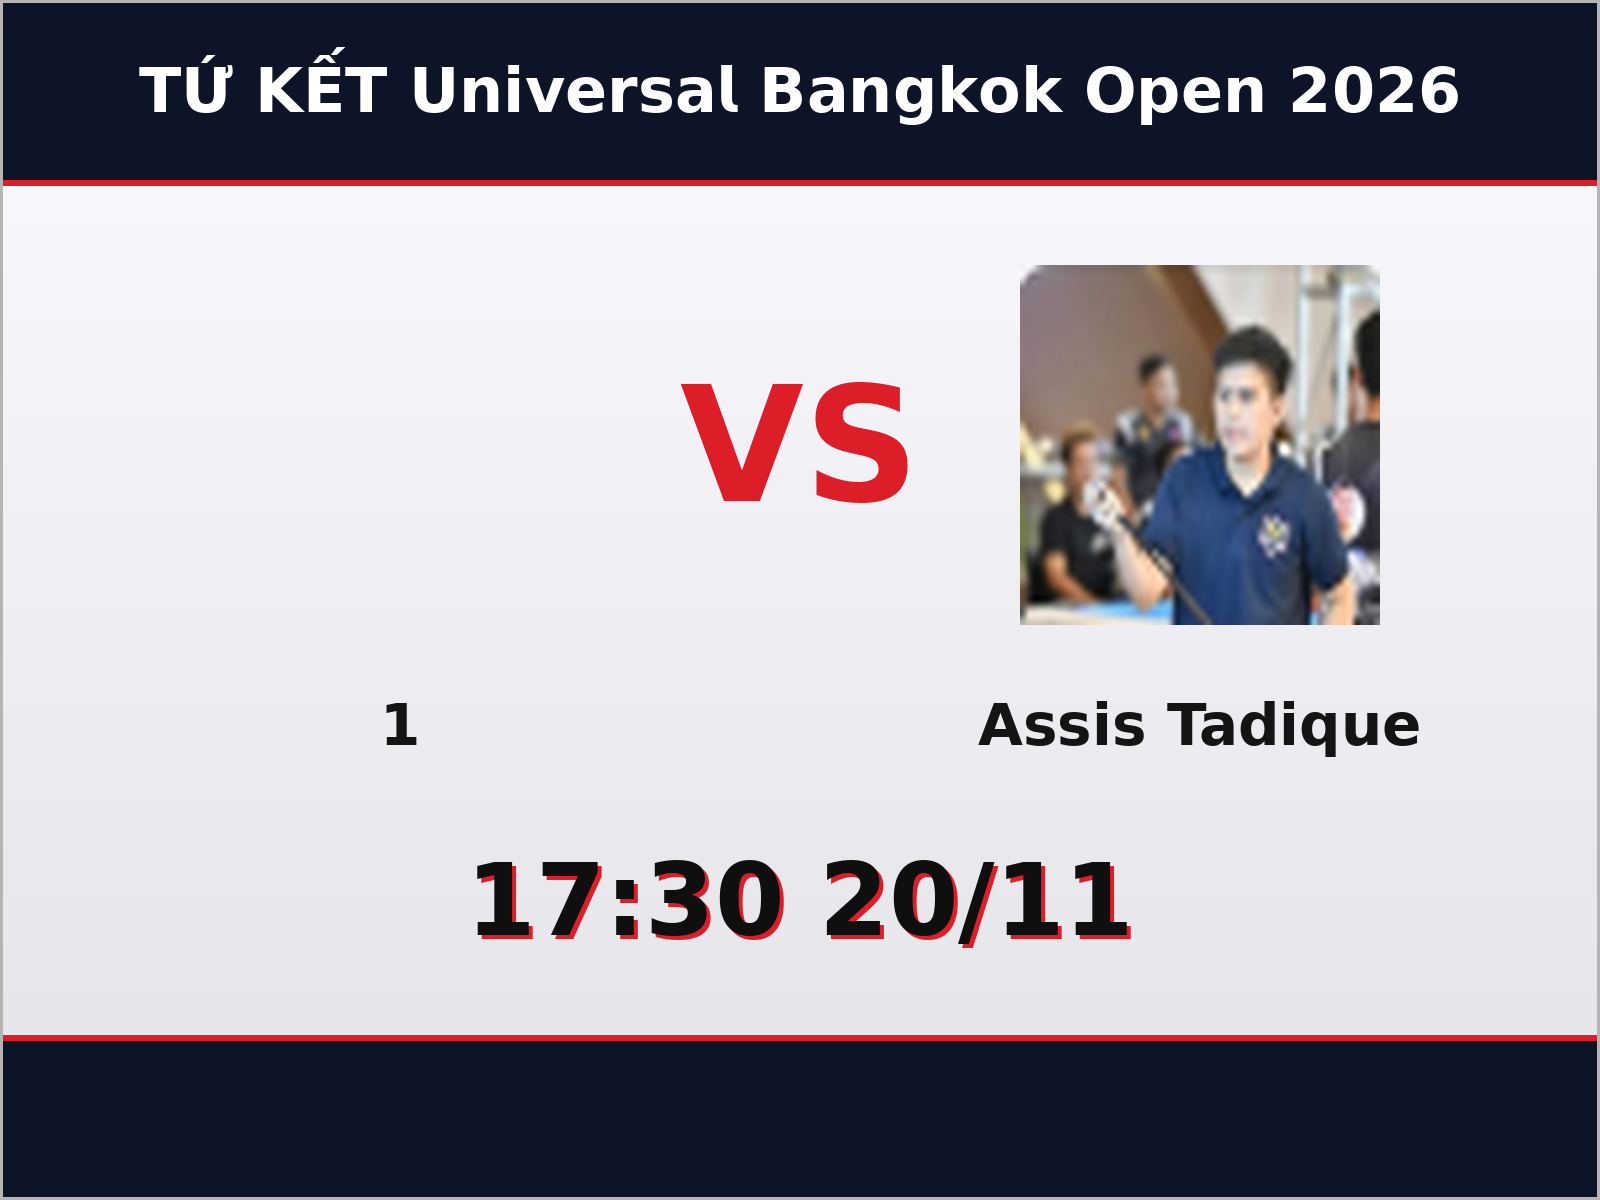 TỨ KẾT Universal Bangkok Open 2026
VS
1
Assis Tadique
17:30 20/11